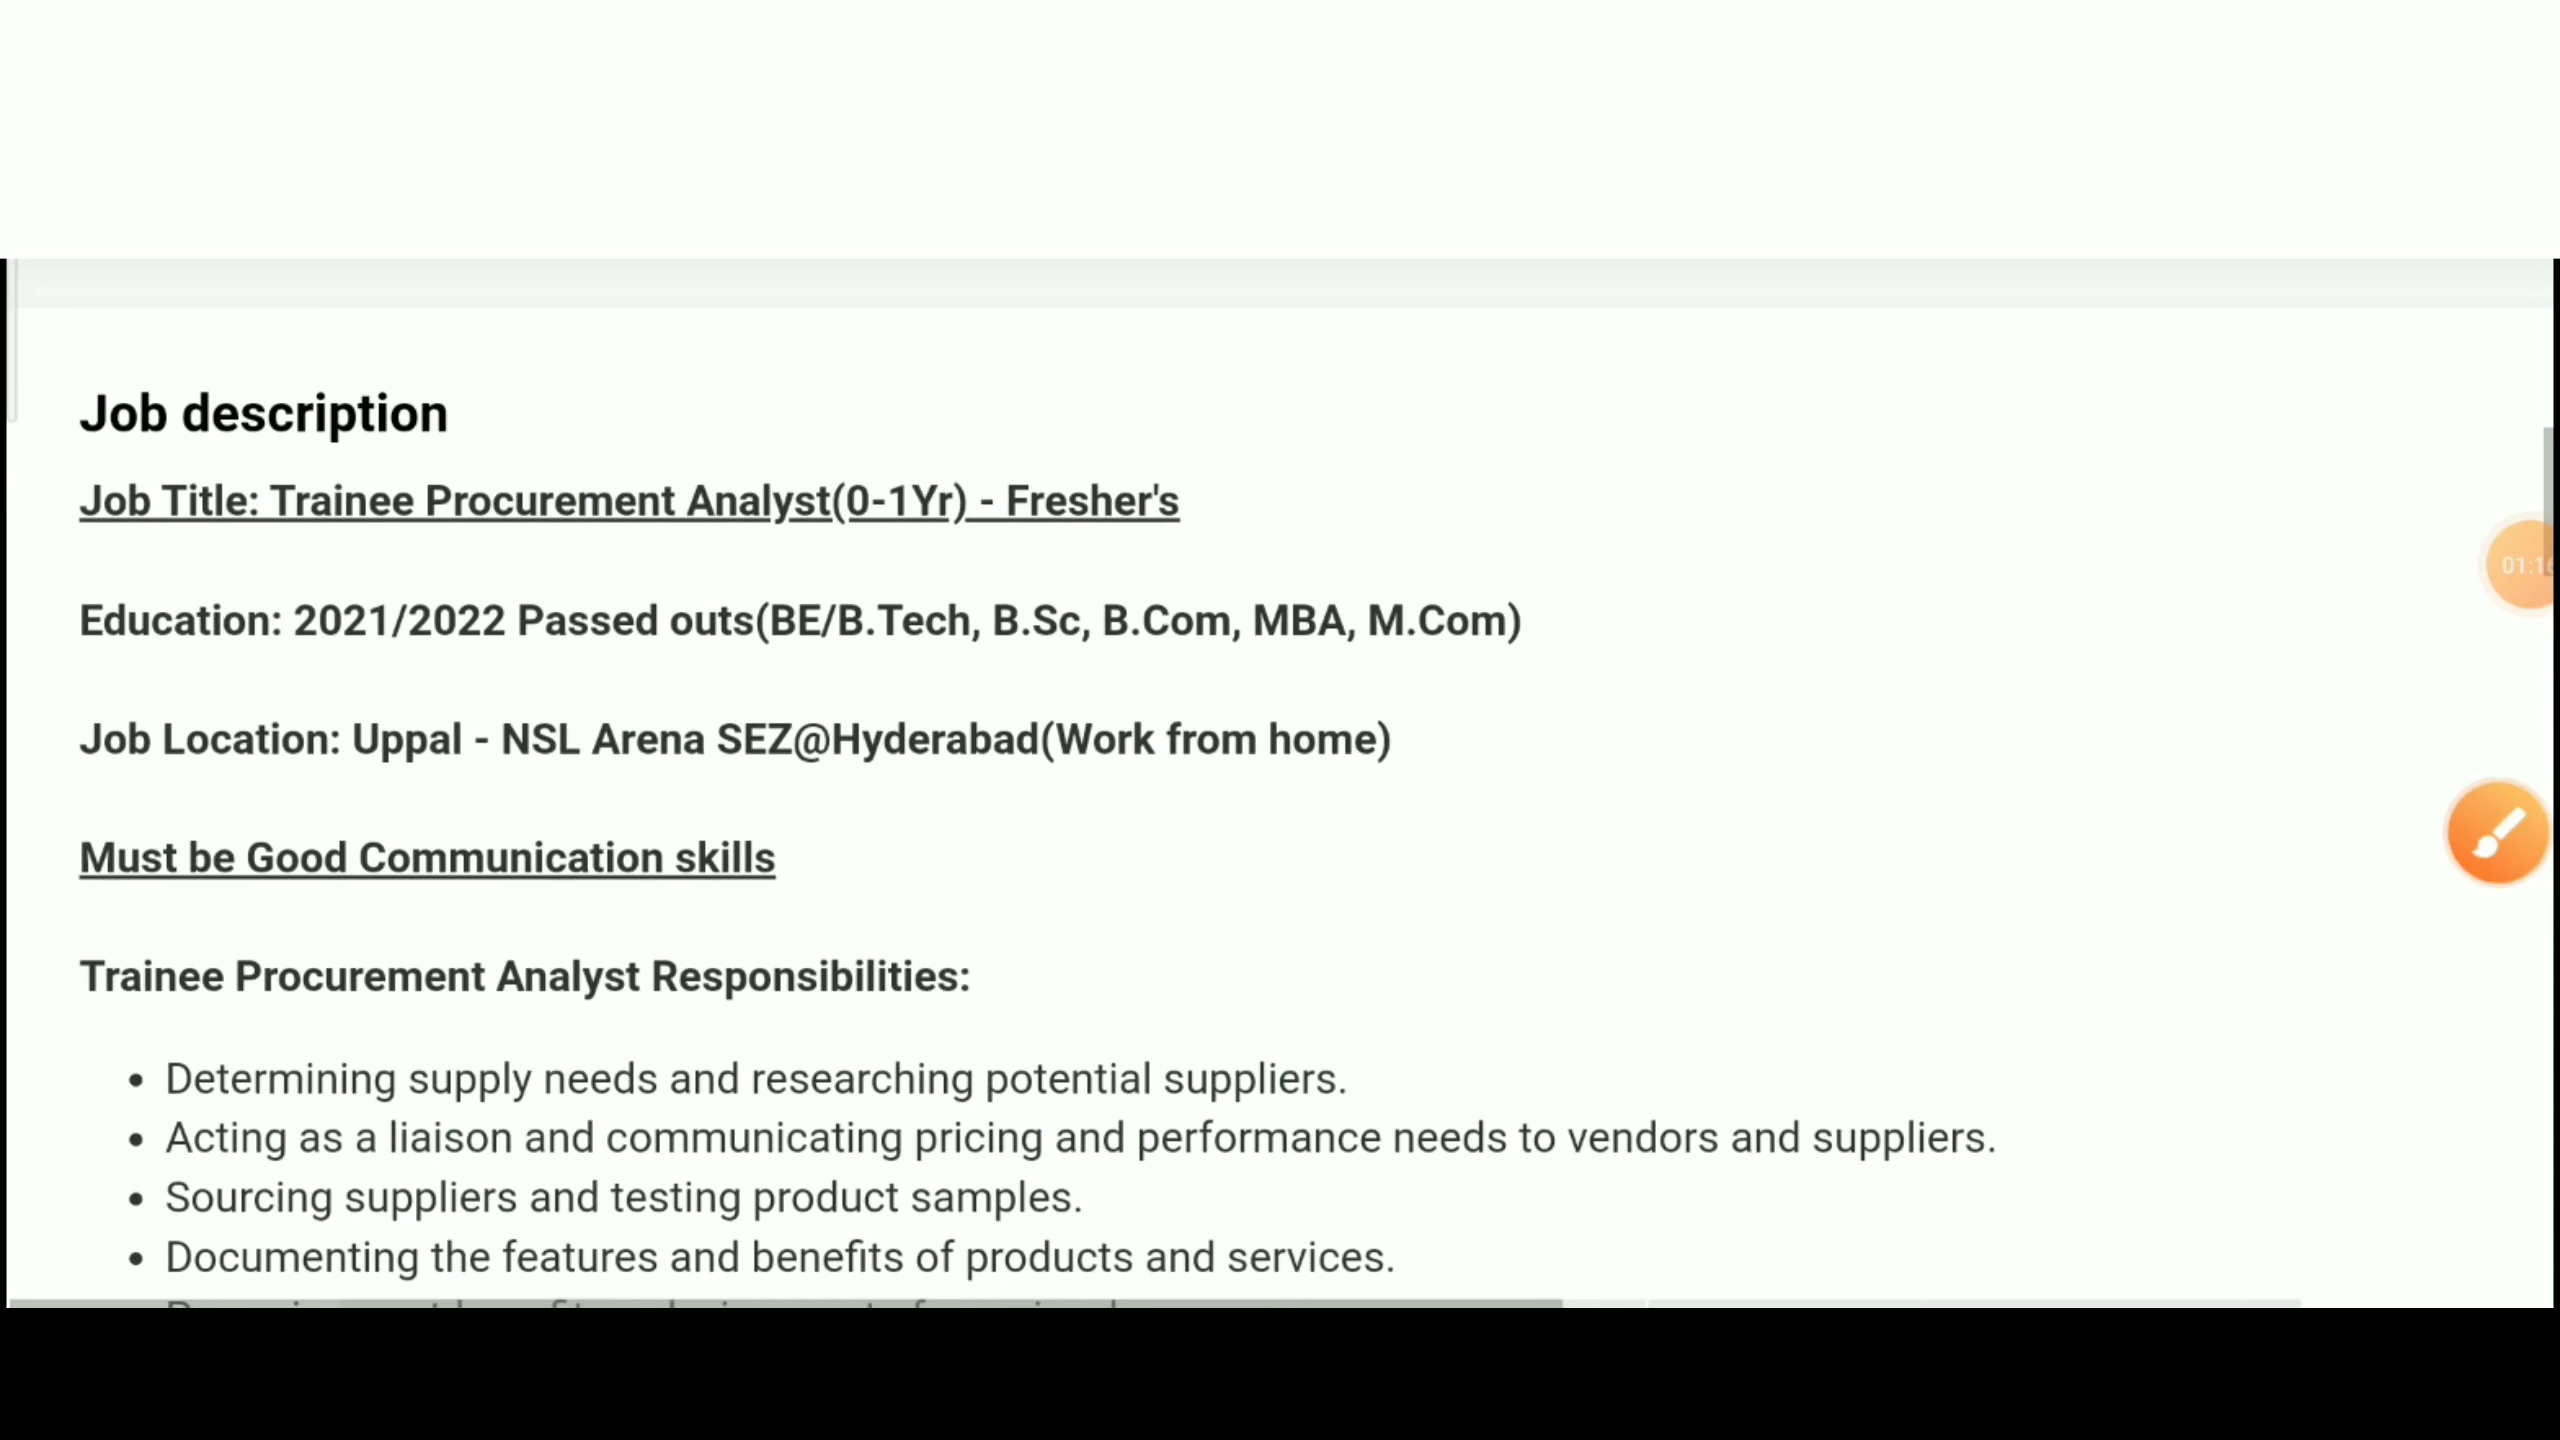 Job description
Job Title: Trainee Procurement Analyst(0-1Yr) - Fresher's
Education: 2021/2022 Passed outs(BE/B.Tech, B.Sc, B.Com, MBA, M.Com)
Job Location: Uppal - NSL Arena SEZ@Hyderabad(Work from home)
Must be Good Communication skills
Trainee Procurement Analyst Responsibilities:
• Determining supply needs and researching potential suppliers.
• Acting as a liaison and communicating pricing and performance needs to vendors and suppliers.
• Sourcing suppliers and testing product samples.
• Documenting the features and benefits of products and services.